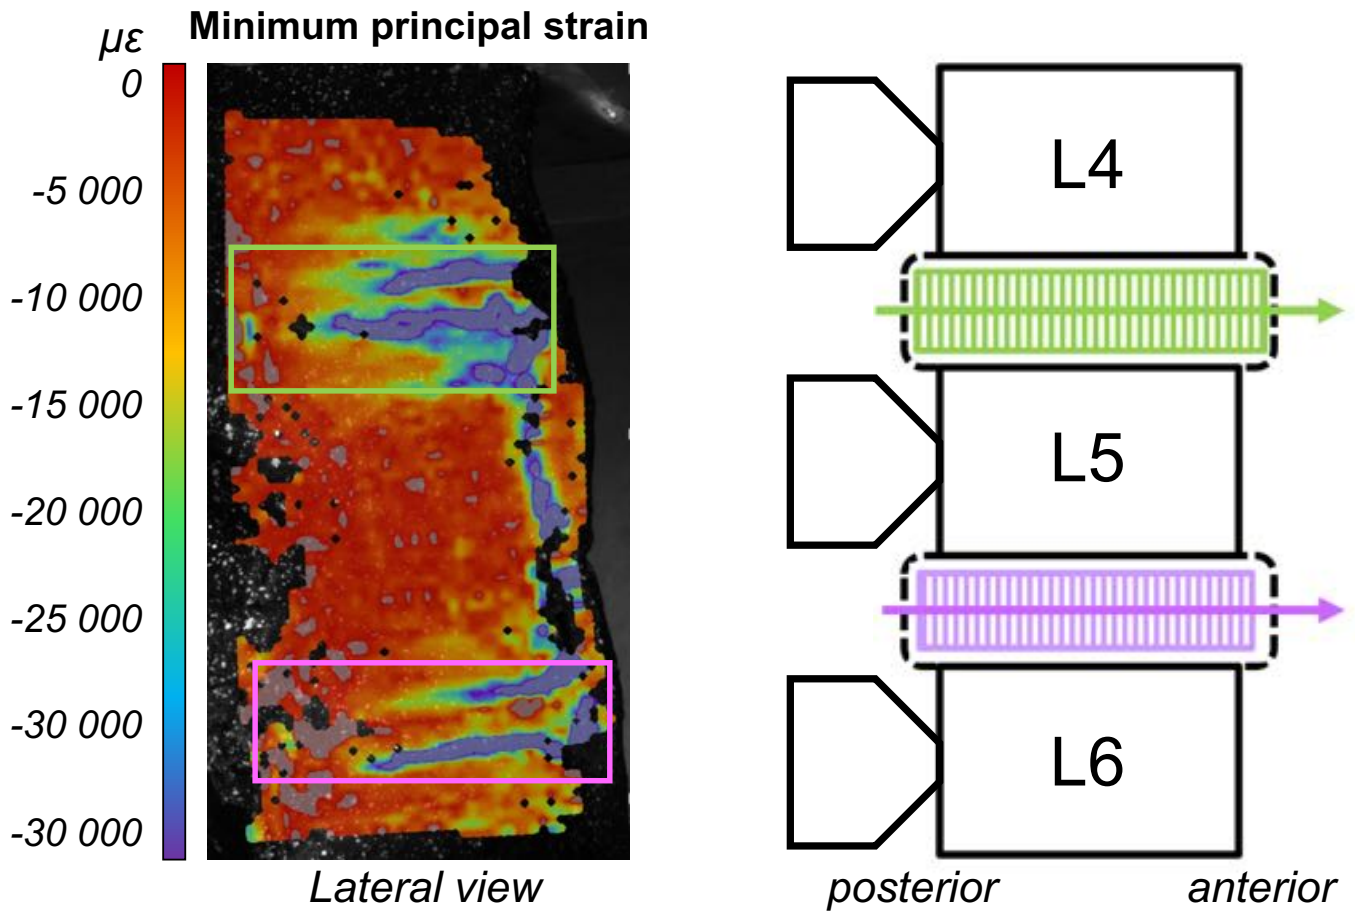 Minimum principal strain
με
0
-5 000
-10 000
-15 000
-20 000
-25 000
-30 000
-30 000
Lateral view
L4
L5
L6
posterior
anterior